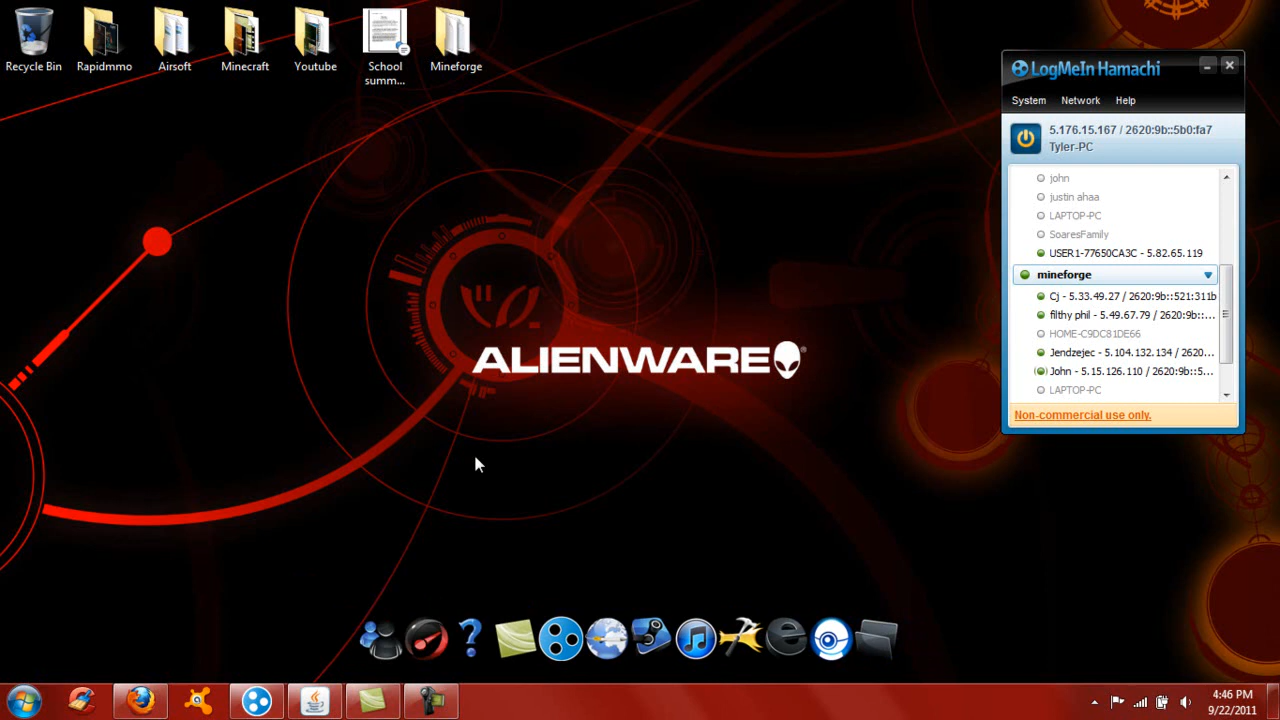 Recycle Bin
Rapidmmo
Airsoft
Minecraft
Youtube
School summ...
Mineforge
LogMeIn Hamachi
System Network Help
5.176.15.167 / 2620:9b::5b0:fa7
Tyler-PC
john
justin ahaa
LAPTOP-PC
SoaresFamily
USER1-77650CA3C - 5.82.65.119
mineforge
Cj - 5.33.49.27 / 2620:9b::521:311b
filthy phil - 5.49.67.79 / 2620:9b::...
HOME-C9DC81DE66
Jendzejec - 5.104.132.134 / 2620...
John - 5.15.126.110 / 2620:9b::5...
LAPTOP-PC
Non-commercial use only.
ALIENWARE
4:46 PM
9/22/2011